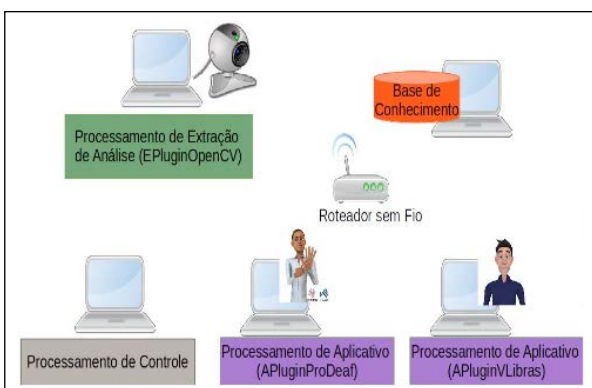 Base de
Conhecimento
Processamento de Extração
de Análise (EPluginOpenCV)
Roteador sem Fio
Processamento de Controle
Processamento de Aplicativo
(APluginProDeaf)
Processamento de Aplicativo
(APluginVLibras)